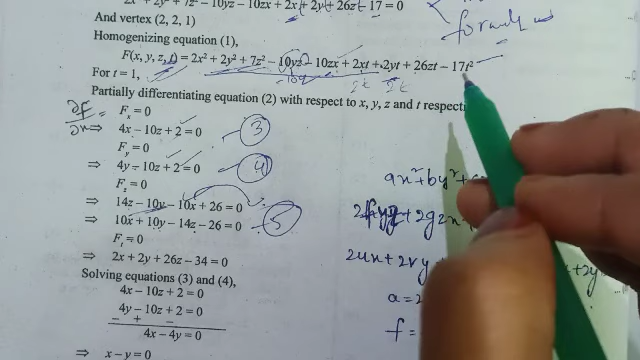 2x² + 2y² + 7z² − 10yz − 10zx + 2x + 2y + 26z − 17 = 0
And vertex (2, 2, 1)
formula
Homogenizing equation (1),
F(x, y, z, t) = 2x² + 2y² + 7z² − 10yz − 10zx + 2xt + 2yt + 26zt − 17t²
For t = 1,
Partially differentiating equation (2) with respect to x, y, z and t
∂F/∂x = Fₓ = 0
⇒ 4x − 10z + 2 = 0 (3)
F_y = 0
⇒ 4y − 10z + 2 = 0 (4)
F_z = 0
⇒ 14z − 10y − 10x + 26 = 0
⇒ 10x + 10y − 14z − 26 = 0 (5)
F_t = 0
⇒ 2x + 2y + 26z − 34 = 0
Solving equations (3) and (4),
4x − 10z + 2 = 0
4y − 10z + 2 = 0
− + −
4x − 4y = 0
⇒ x − y = 0
ax² + by² +
+ 2gzx +
2ux + 2vy
a = 2
f =